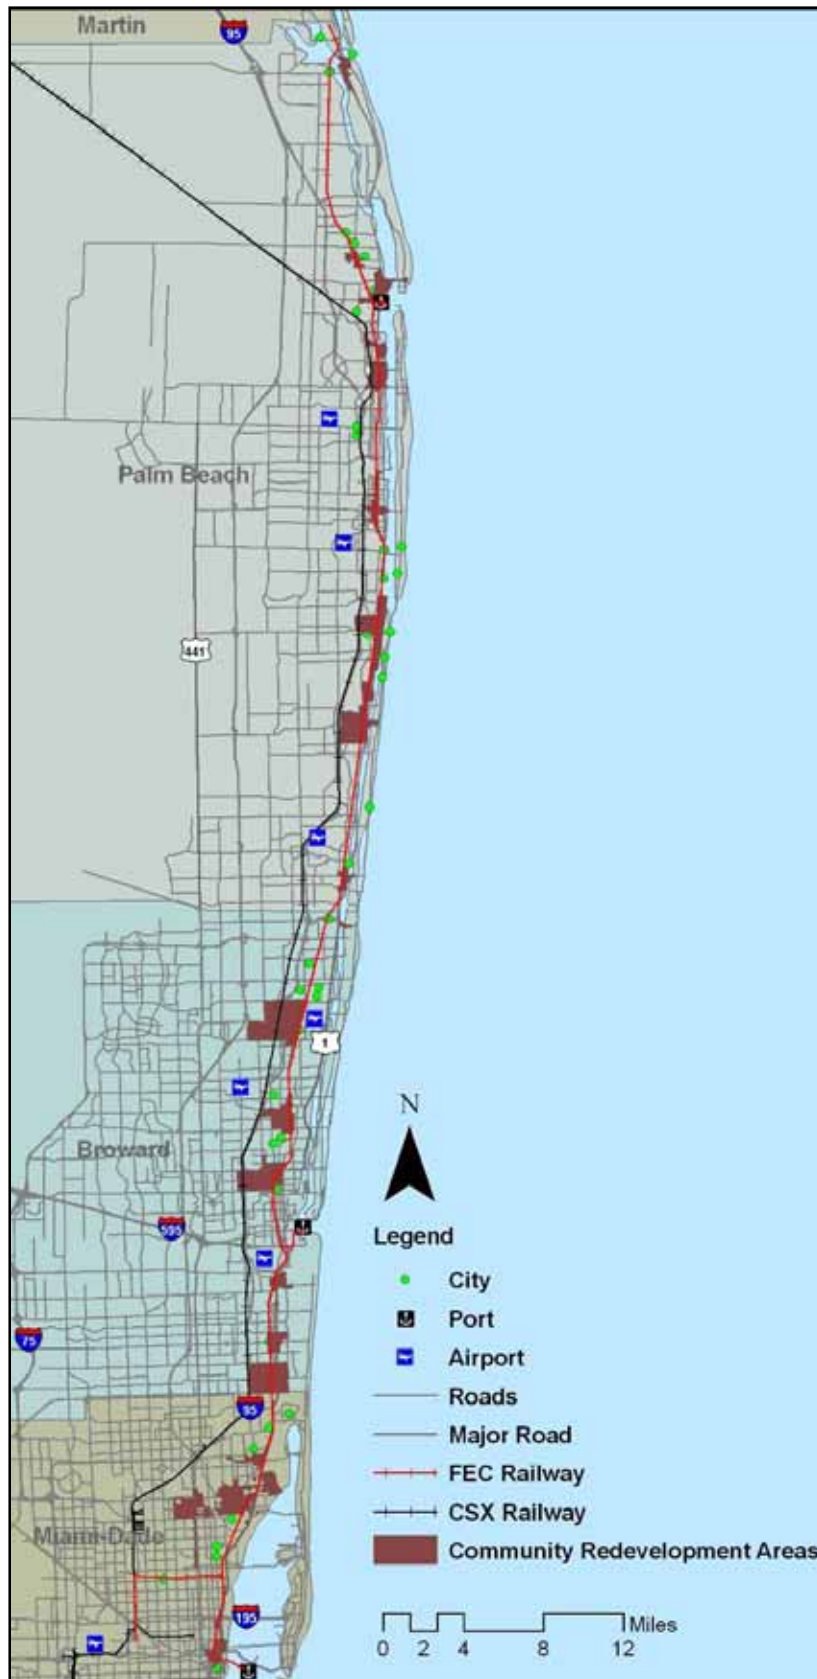 Martin
95
Palm Beach
441
1
Broward
595
75
95
Miami-Dade
195
N
Legend
City
Port
Airport
Roads
Major Road
FEC Railway
CSX Railway
Community Redevelopment Areas
Miles
0 2 4 8 12